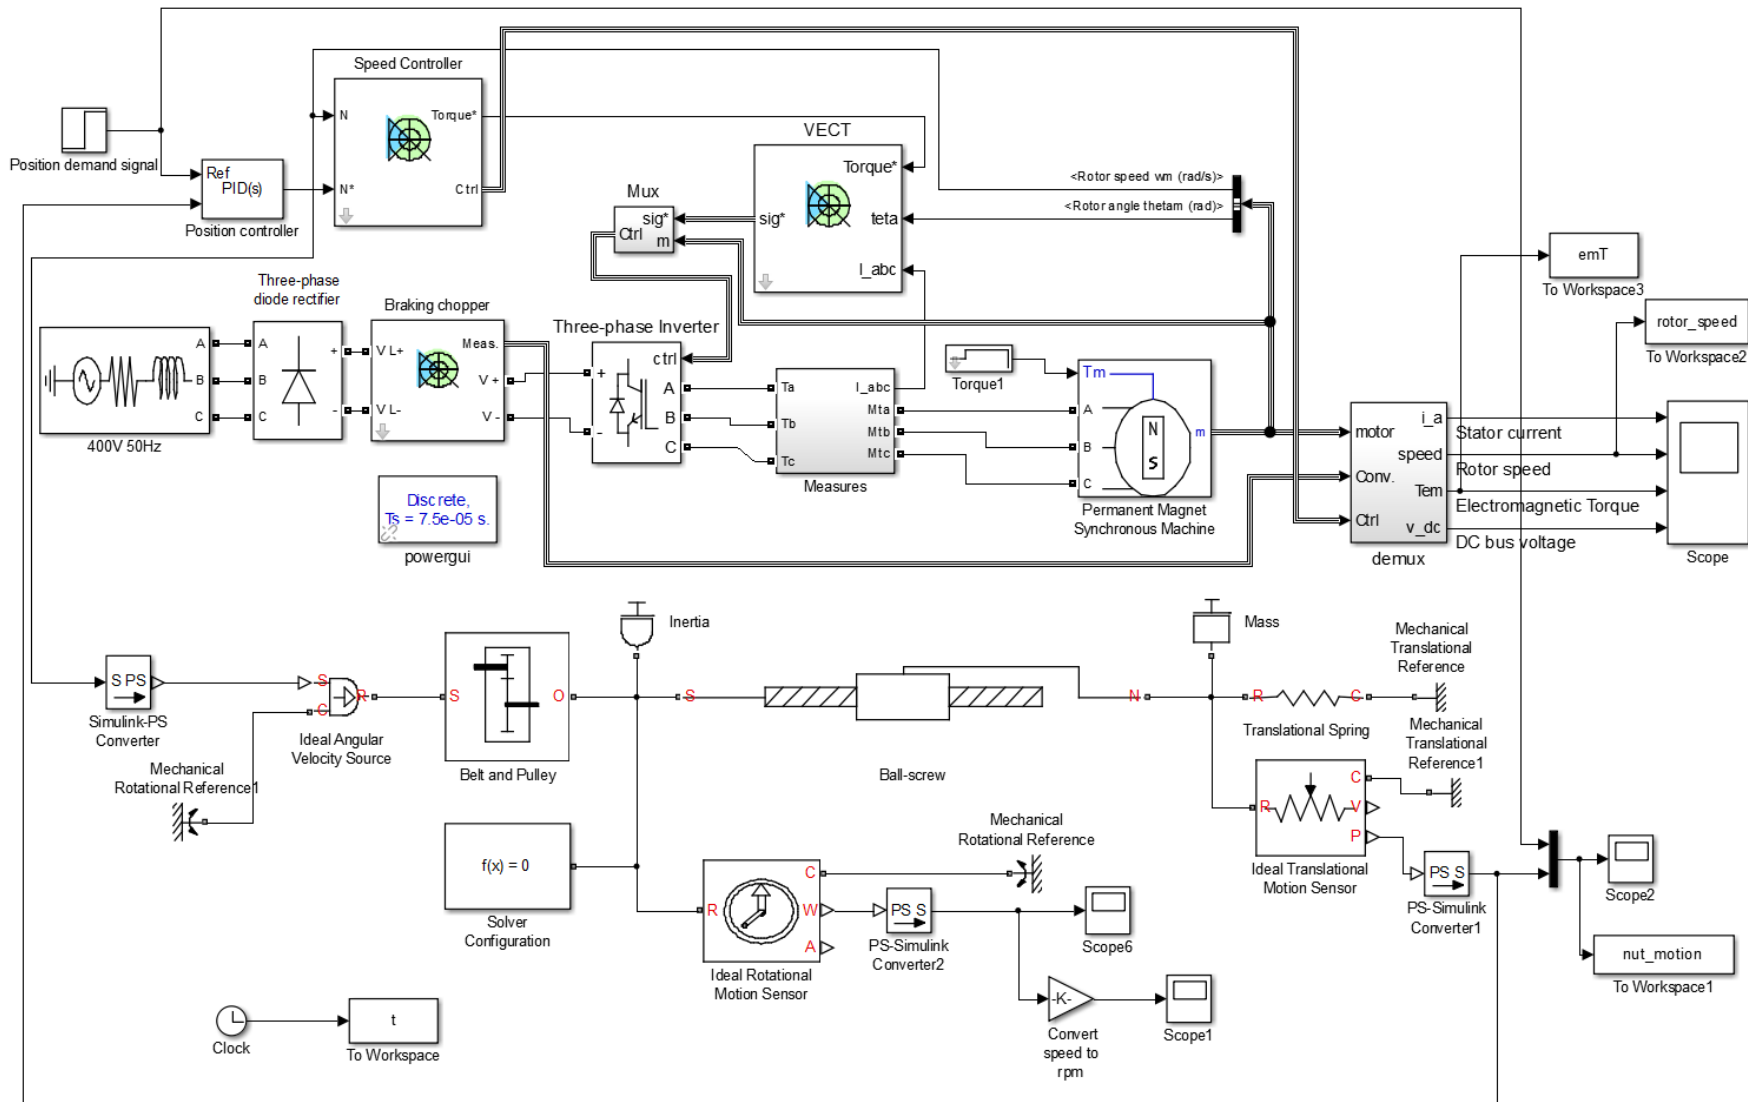 Speed Controller
N
Torque*
N*
Ctrl
Position demand signal
Ref
PID(s)
Position controller
VECT
Torque*
sig*
teta
I_abc
Mux
sig*
Ctrl
m
<Rotor speed wm (rad/s)>
<Rotor angle thetam (rad)>
emT
To Workspace3
rotor_speed
To Workspace2
Three-phase
diode rectifier
A
B
C
400V 50Hz
A
B
C
+
-
Braking chopper
V L+
Meas.
V +
V L-
V -
Three-phase Inverter
ctrl
+
A
B
-
C
Ta
I_abc
Mta
Tb
Mtb
Mtc
Tc
Measures
Torque1
Tm
A
B
C
N
S
m
Permanent Magnet
Synchronous Machine
motor
i_a
speed
Conv.
Tem
Ctrl
v_dc
demux
Stator current
Rotor speed
Electromagnetic Torque
DC bus voltage
Scope
Discrete,
Ts = 7.5e-05 s.
powergui
S PS
Simulink-PS
Converter
S
C
R
Ideal Angular
Velocity Source
Mechanical
Rotational Reference1
S
O
Belt and Pulley
Inertia
S
N
Ball-screw
Mass
R
C
Translational Spring
Mechanical
Translational
Reference
Mechanical
Translational
Reference1
R
C
V
P
Ideal Translational
Motion Sensor
PS S
PS-Simulink
Converter1
Scope2
nut_motion
To Workspace1
f(x) = 0
Solver
Configuration
R
C
W
A
Ideal Rotational
Motion Sensor
Mechanical
Rotational Reference
PS S
PS-Simulink
Converter2
Scope6
-K-
Convert
speed to
rpm
Scope1
Clock
t
To Workspace